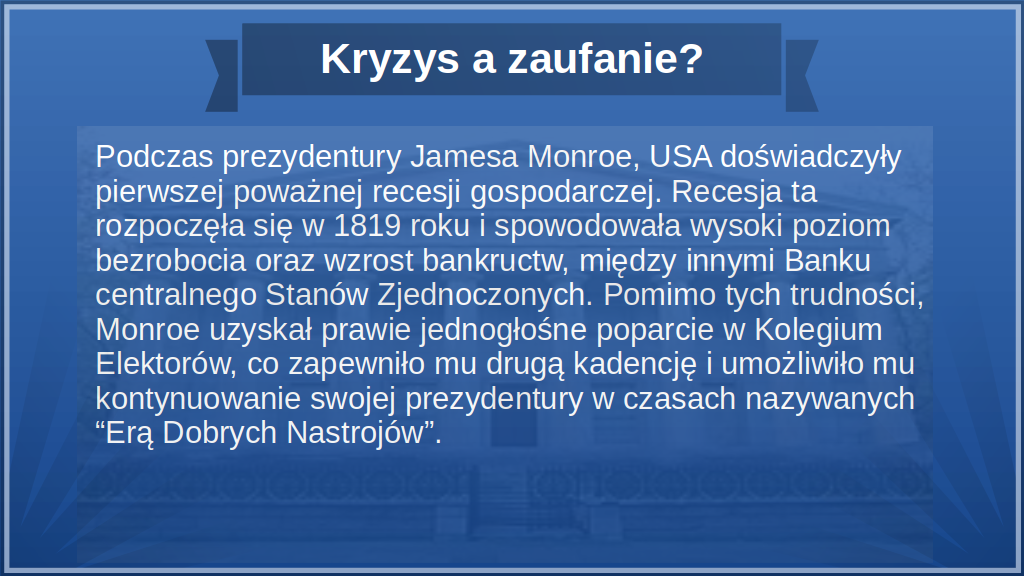 Kryzys a zaufanie?
Podczas prezydentury Jamesa Monroe, USA doświadczyły
pierwszej poważnej recesji gospodarczej. Recesja ta
rozpoczęła się w 1819 roku i spowodowała wysoki poziom
bezrobocia oraz wzrost bankructw, między innymi Banku
centralnego Stanów Zjednoczonych. Pomimo tych trudności,
Monroe uzyskał prawie jednogłośne poparcie w Kolegium
Elektorów, co zapewniło mu drugą kadencję i umożliwiło mu
kontynuowanie swojej prezydentury w czasach nazywanych
“Erą Dobrych Nastrojów”.